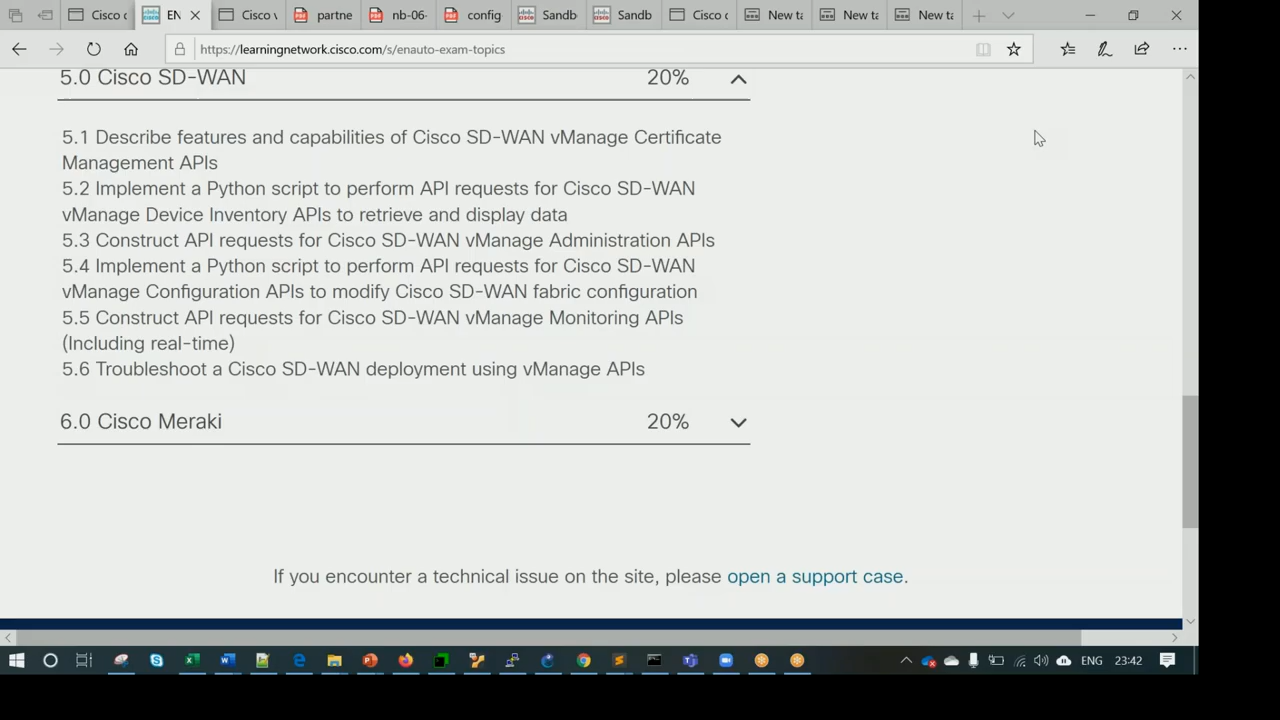 Cisco c
EN
Cisco v
partne
nb-06-
config
Sandb
Sandb
Cisco c
New ta
New ta
New ta
https://learningnetwork.cisco.com/s/enauto-exam-topics
5.0 Cisco SD-WAN 20%
5.1 Describe features and capabilities of Cisco SD-WAN vManage Certificate
Management APIs
5.2 Implement a Python script to perform API requests for Cisco SD-WAN
vManage Device Inventory APIs to retrieve and display data
5.3 Construct API requests for Cisco SD-WAN vManage Administration APIs
5.4 Implement a Python script to perform API requests for Cisco SD-WAN
vManage Configuration APIs to modify Cisco SD-WAN fabric configuration
5.5 Construct API requests for Cisco SD-WAN vManage Monitoring APIs
(Including real-time)
5.6 Troubleshoot a Cisco SD-WAN deployment using vManage APIs
6.0 Cisco Meraki 20%
If you encounter a technical issue on the site, please open a support case.
ENG 23:42